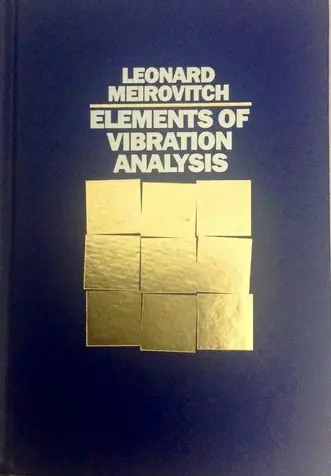 LEONARD
MEIROVITCH
ELEMENTS OF
VIBRATION
ANALYSIS